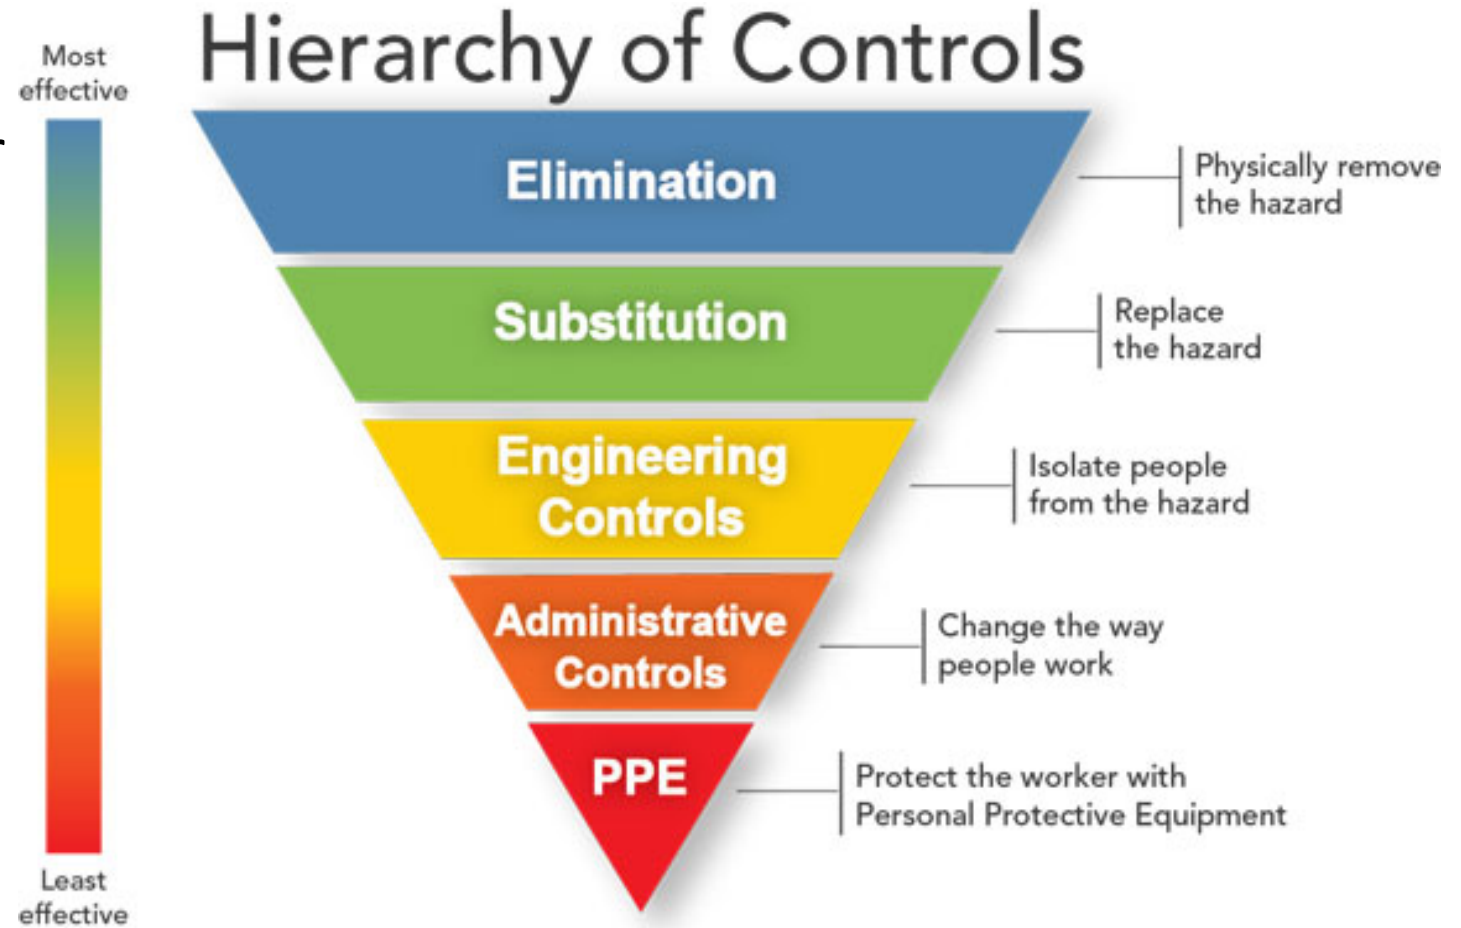 Hierarchy of Controls
Most
effective
Elimination
Physically remove
the hazard
Substitution
Replace
the hazard
Engineering
Controls
Isolate people
from the hazard
Administrative
Controls
Change the way
people work
PPE
Protect the worker with
Personal Protective Equipment
Least
effective